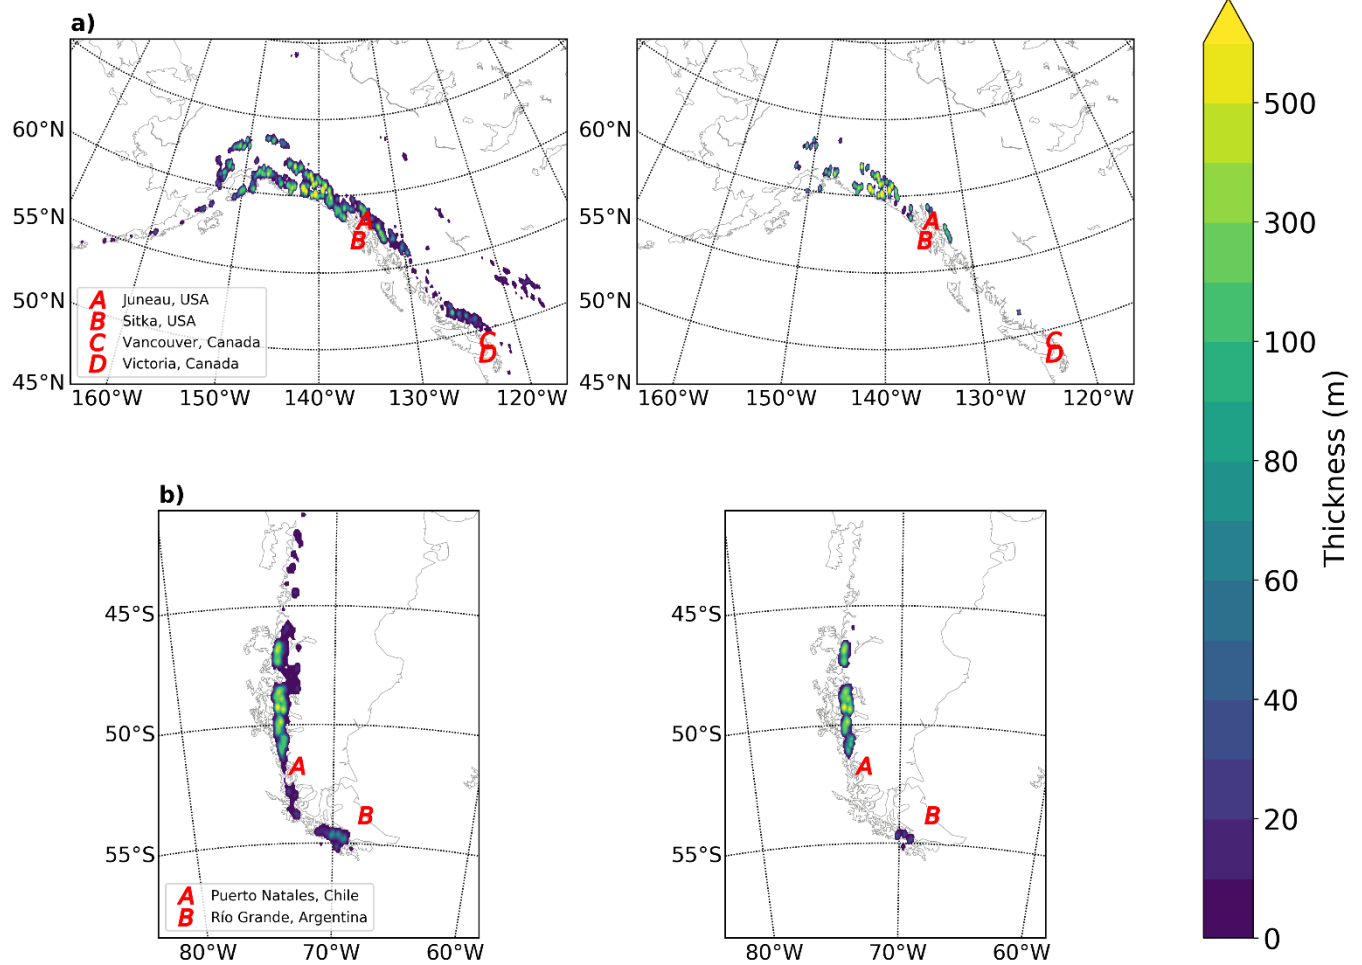 a)
60°N
55°N
50°N
45°N
160°W
150°W
140°W
130°W
120°W
A
B
C
D
A Juneau, USA
B Sitka, USA
C Vancouver, Canada
D Victoria, Canada
60°N
55°N
50°N
45°N
160°W
150°W
140°W
130°W
120°W
A
B
C
D
b)
45°S
50°S
55°S
80°W
70°W
60°W
A
B
A Puerto Natales, Chile
B Río Grande, Argentina
45°S
50°S
55°S
80°W
70°W
60°W
A
B
500
300
100
80
60
40
20
0
Thickness (m)